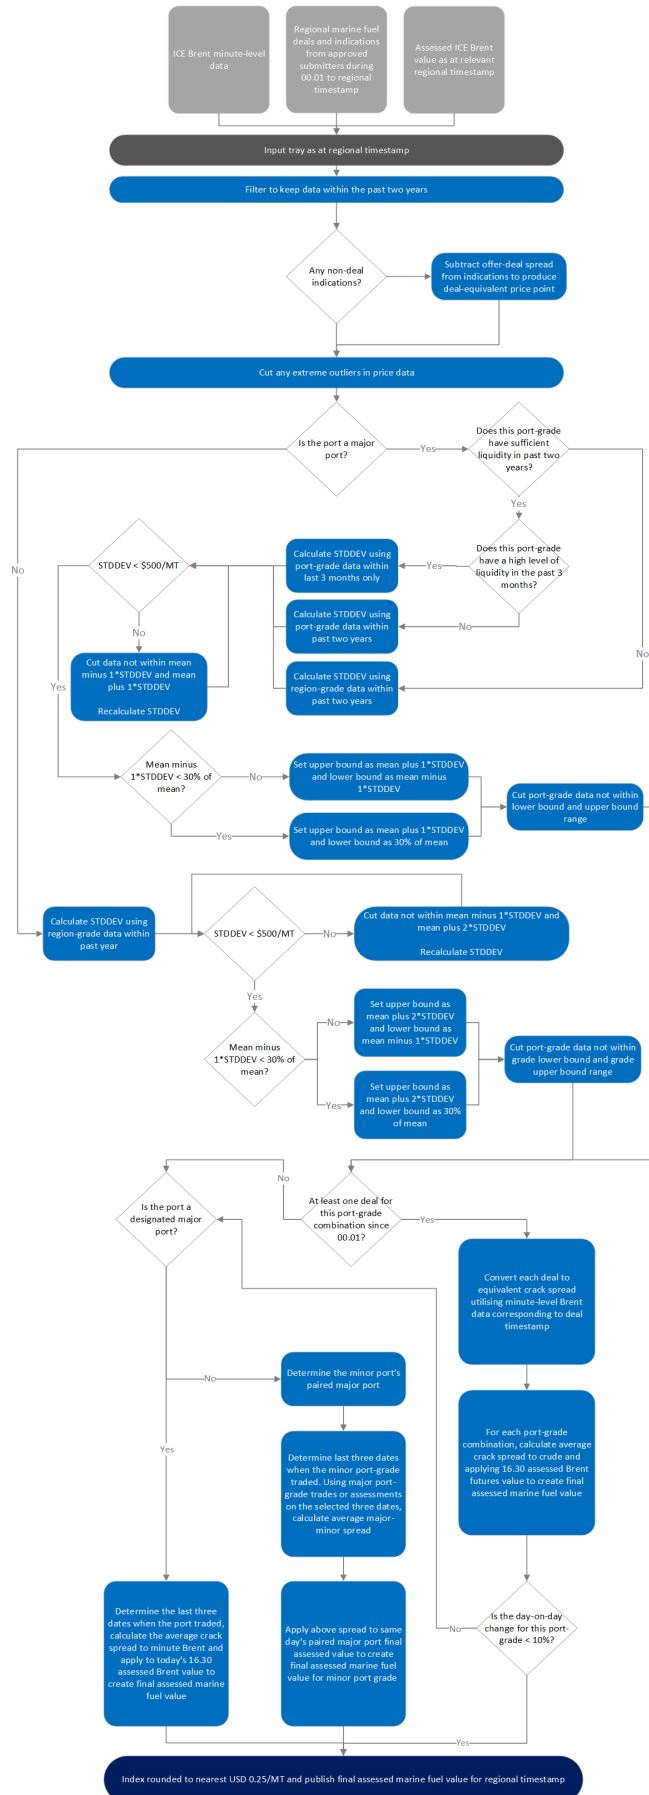 ICE Brent minute-level
data
Regional marine fuel
deals and indications
from approved
submitters during
00.01 to regional
timestamp
Assessed ICE Brent
value as at relevant
regional timestamp
Input tray as at regional timestamp
Filter to keep data within the past two years
Any non-deal
indications?
Subtract offer-deal spread
from indications to produce
deal-equivalent price point
Cut any extreme outliers in price data
Is the port a major
port?
Yes
Does this port-grade
have sufficient
liquidity in past two
years?
No
Yes
No
STDDEV < $500/MT
Calculate STDDEV using
port-grade data within
last 3 months only
Yes
Does this port-grade
have a high level of
liquidity in the past 3
months?
No
Calculate STDDEV using
port-grade data within
past two years
No
Cut data not within mean
minus 1*STDDEV and mean
plus 1*STDDEV
Recalculate STDDEV
Calculate STDDEV using
region-grade data within
past two years
Yes
Mean minus
1*STDDEV < 30% of
mean?
No
Set upper bound as mean plus 1*STDDEV
and lower bound as mean minus
1*STDDEV
Yes
Set upper bound as mean plus 1*STDDEV
and lower bound as 30% of mean
Cut port-grade data not within
lower bound and upper bound
range
Calculate STDDEV using
region-grade data within
past year
STDDEV < $500/MT
No
Cut data not within mean minus 1*STDDEV and
mean plus 2*STDDEV
Recalculate STDDEV
Yes
Mean minus
1*STDDEV < 30% of
mean?
No
Set upper bound as
mean plus 2*STDDEV
and lower bound as
mean minus 1*STDDEV
Yes
Set upper bound as
mean plus 2*STDDEV
and lower bound as 30%
of mean
Cut port-grade data not within
grade lower bound and grade
upper bound range
Is the port a
designated major
port?
No
At least one deal for
this port-grade
combination since
00.01?
Yes
Convert each deal to
equivalent crack spread
utilising minute-level Brent
data corresponding to deal
timestamp
No
Determine the minor port's
paired major port
Yes
Determine last three dates
when the minor port-grade
traded. Using major port-
grade trades or assessments
on the selected three dates,
calculate average major-
minor spread
For each port-grade
combination, calculate average
crack spread to crude and
applying 16.30 assessed Brent
futures value to create final
assessed marine fuel value
Determine the last three
dates when the port traded,
calculate the average crack
spread to minute Brent and
apply to today's 16.30
assessed Brent value to
create final assessed marine
fuel value
Apply above spread to same
day's paired major port final
assessed value to create
final assessed marine fuel
value for minor port grade
No
Is the day-on-day
change for this port-
grade < 10%?
Yes
Index rounded to nearest USD 0.25/MT and publish final assessed marine fuel value for regional timestamp